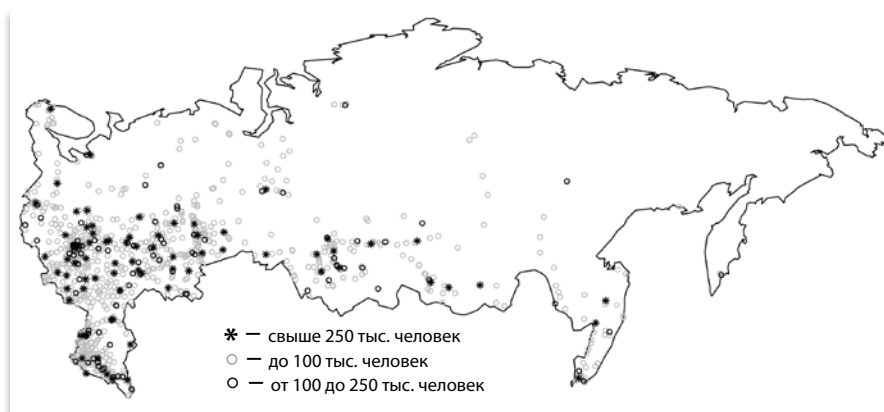 * — свыше 250 тыс. человек
○ — до 100 тыс. человек
○ — от 100 до 250 тыс. человек